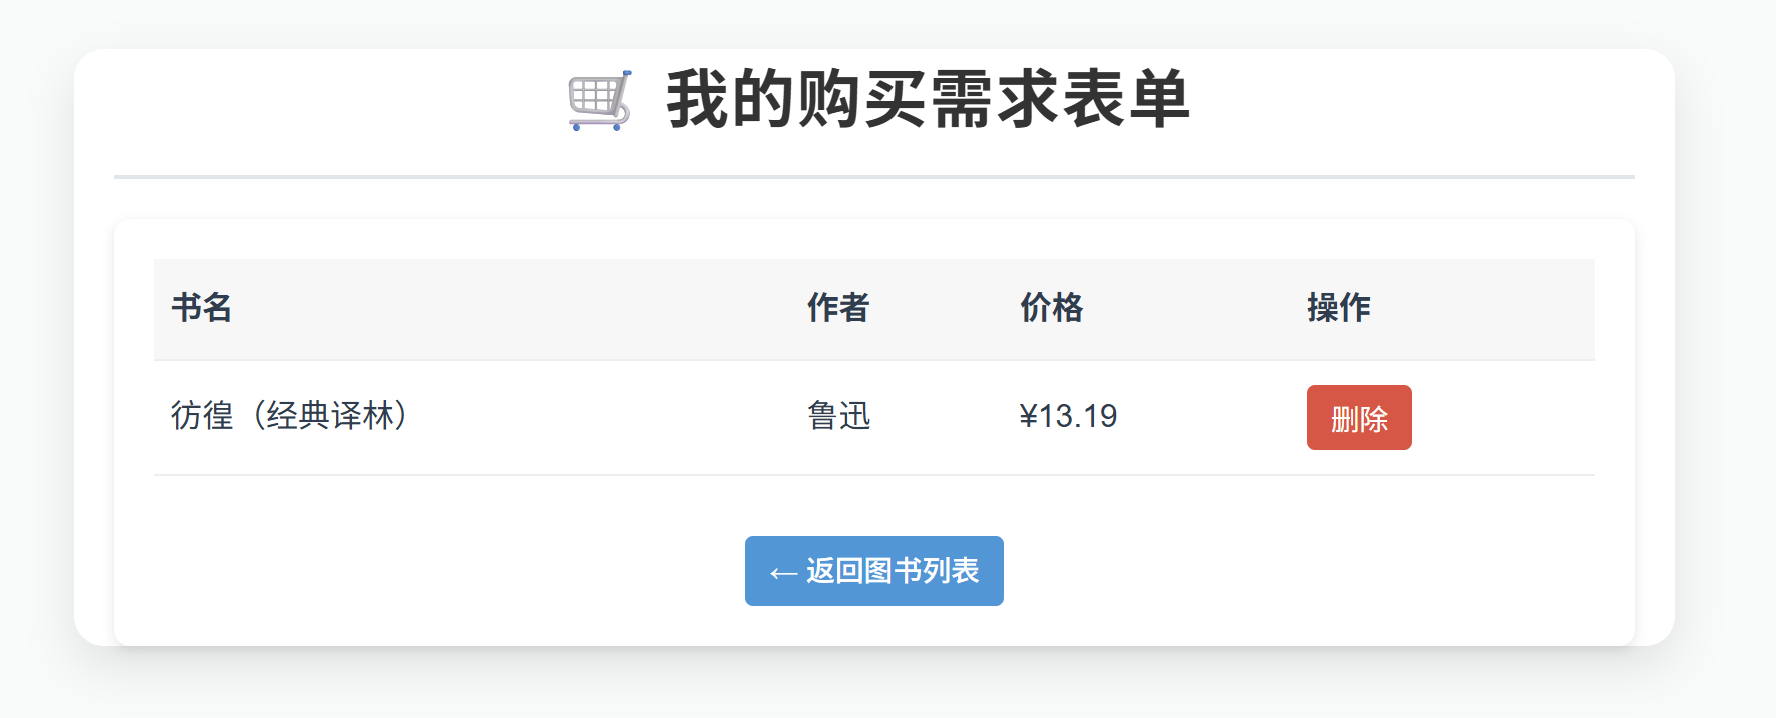 我的购买需求表单
书名 作者 价格 操作
彷徨（经典译林） 鲁迅 ¥13.19 删除
← 返回图书列表